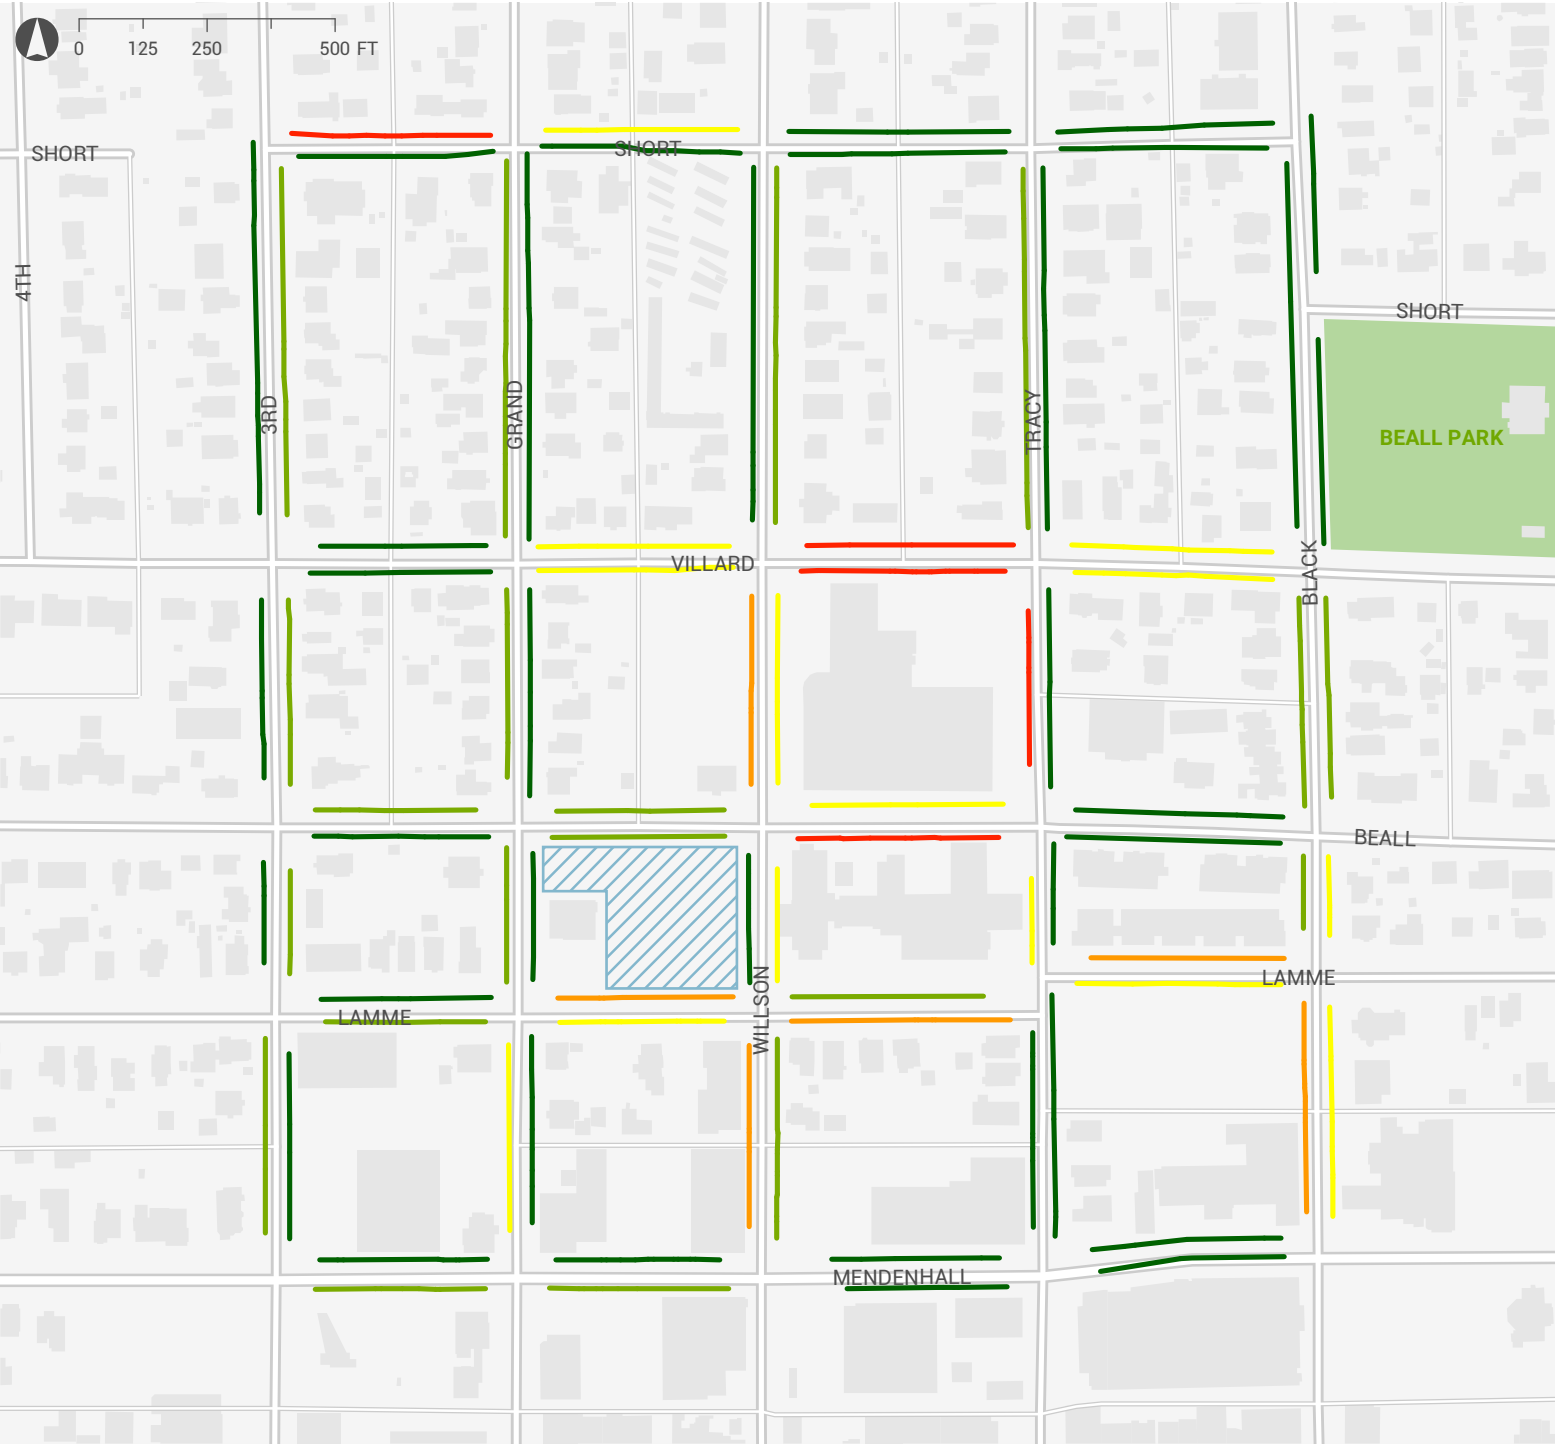 0 125 250 500 FT
SHORT
SHORT
4TH
SHORT
3RD
GRAND
TRACY
BEALL PARK
VILLARD
BLACK
BEALL
LAMME
WILLSON
LAMME
MENDENHALL